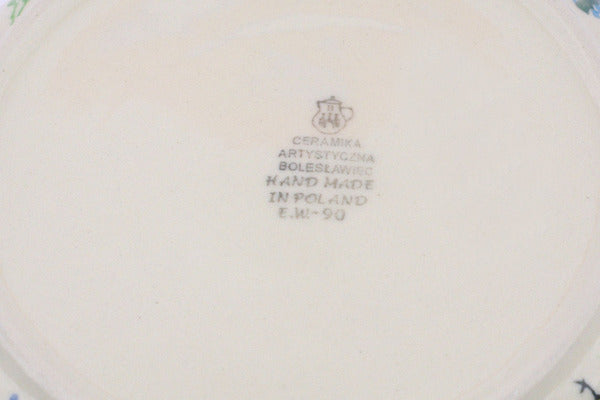 CERAMIKA
ARTYSTYCZNA
BOLESŁAWIEC
HAND MADE
IN POLAND
E.W-90